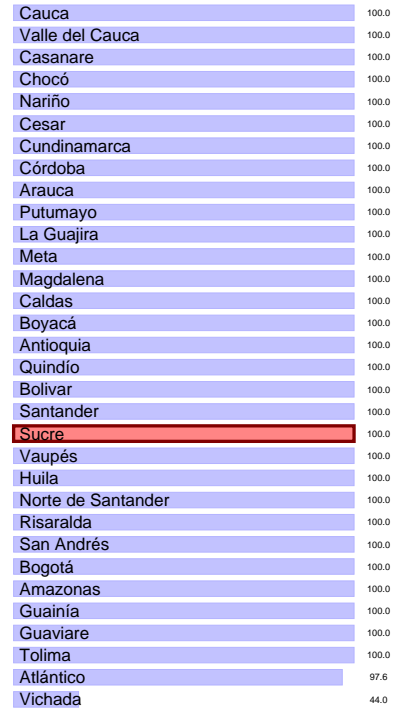 Cauca 100.0
Valle del Cauca 100.0
Casanare 100.0
Chocó 100.0
Nariño 100.0
Cesar 100.0
Cundinamarca 100.0
Córdoba 100.0
Arauca 100.0
Putumayo 100.0
La Guajira 100.0
Meta 100.0
Magdalena 100.0
Caldas 100.0
Boyacá 100.0
Antioquia 100.0
Quindío 100.0
Bolivar 100.0
Santander 100.0
Sucre 100.0
Vaupés 100.0
Huila 100.0
Norte de Santander 100.0
Risaralda 100.0
San Andrés 100.0
Bogotá 100.0
Amazonas 100.0
Guainía 100.0
Guaviare 100.0
Tolima 100.0
Atlántico 97.6
Vichada 44.0